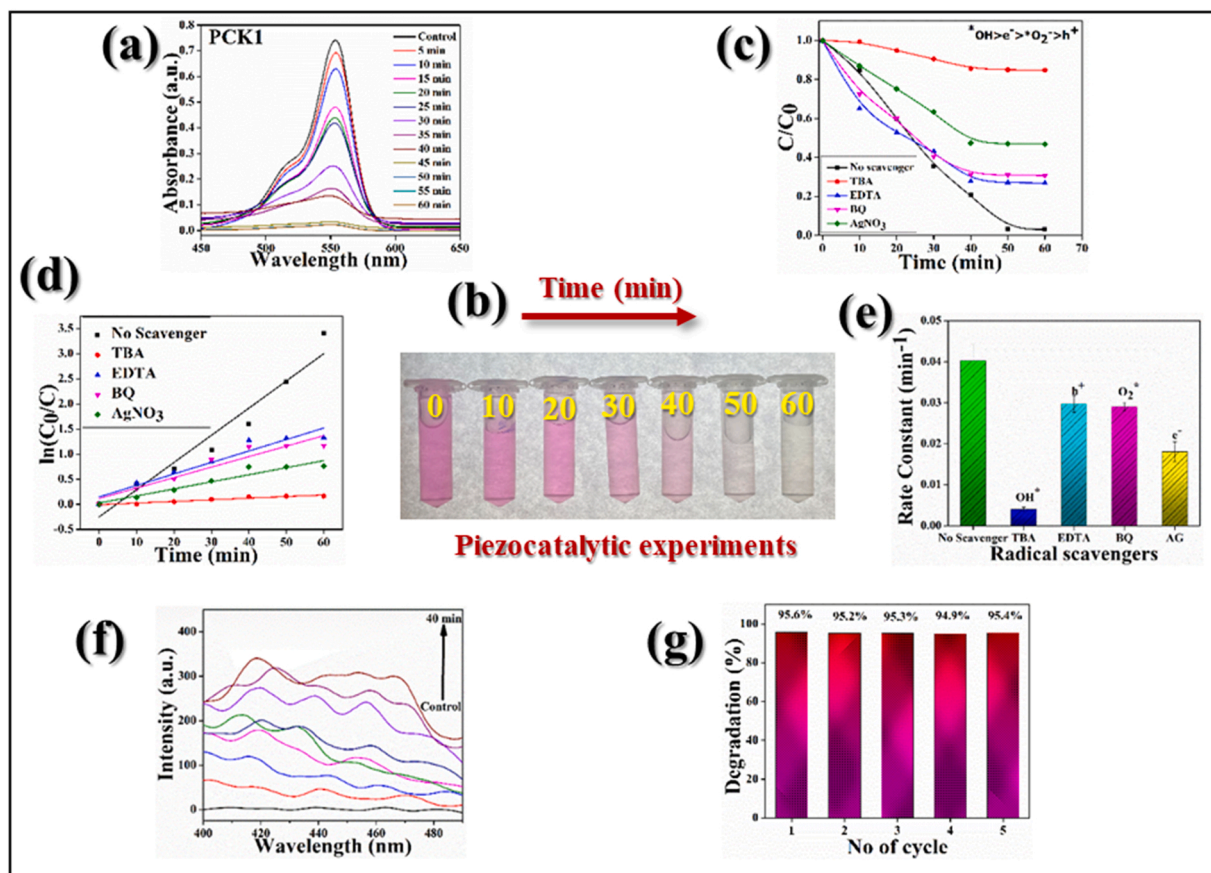 (a)
PCK1
Control
5 min
10 min
15 min
20 min
25 min
30 min
35 min
40 min
45 min
50 min
55 min
60 min
Absorbance (a.u.)
0.8
0.7
0.6
0.5
0.4
0.3
0.2
0.1
0.0
450 500 550 600 650
Wavelength (nm)
(c)
*OH>e⁻>*O₂⁻>h⁺
C/C₀
1.0
0.8
0.6
0.4
0.2
0.0
No scavenger
TBA
EDTA
BQ
AgNO₃
0 10 20 30 40 50 60 70
Time (min)
(d)
ln(C₀/C)
3.5
3.0
2.5
2.0
1.5
1.0
0.5
0.0
-0.5
No Scavenger
TBA
EDTA
BQ
AgNO₃
0 10 20 30 40 50 60
Time (min)
(b)
Time (min)
0 10 20 30 40 50 60
Piezocatalytic experiments
(e)
Rate Constant (min⁻¹)
0.05
0.04
0.03
0.02
0.01
0.00
OH*
h⁺
O₂*
e⁻
No Scavenger TBA EDTA BQ AG
Radical scavengers
(f)
Intensity (a.u.)
400
300
200
100
0
40 min
Control
400 420 440 460 480
Wavelength (nm)
(g)
Degradation (%)
100
80
60
40
20
0
95.6% 95.2% 95.3% 94.9% 95.4%
1 2 3 4 5
No of cycle